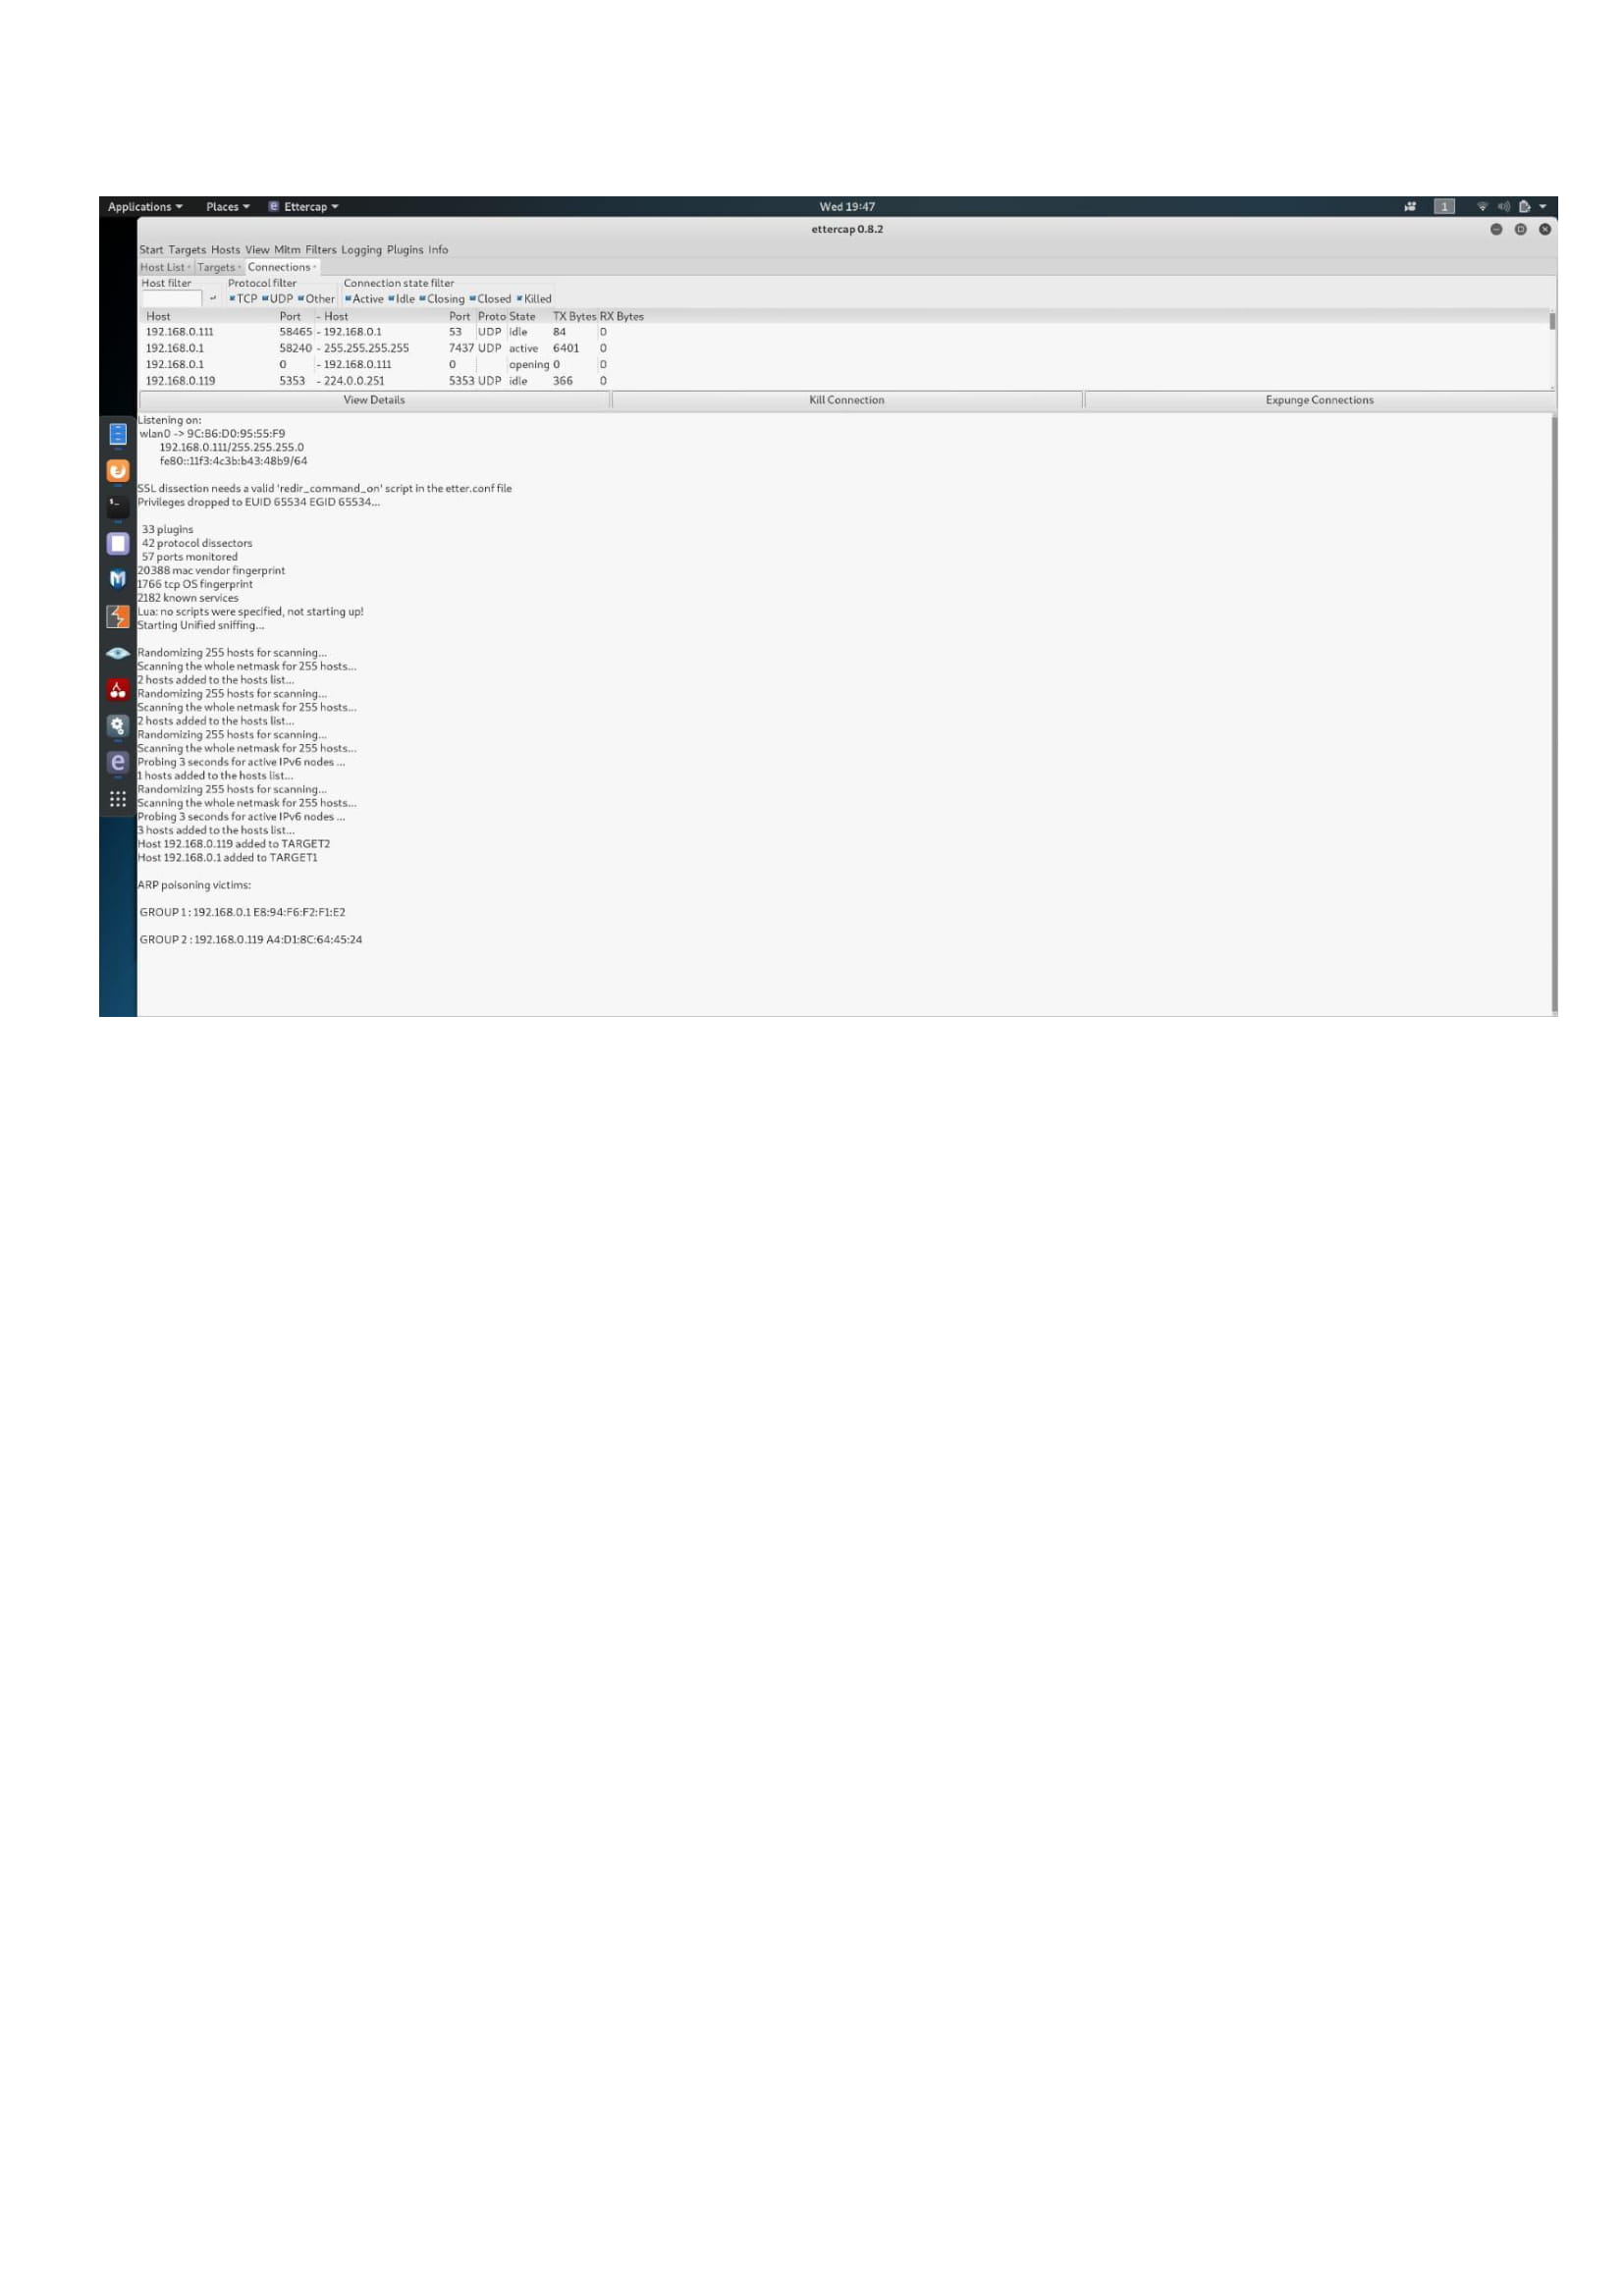 Applications Places Ettercap Wed 19:47 1
ettercap 0.8.2
Start Targets Hosts View Mitm Filters Logging Plugins Info
Host List Targets Connections
Host filter Protocol filter Connection state filter
TCP UDP Other Active Idle Closing Closed Killed
Host Port - Host Port Proto State TX Bytes RX Bytes
192.168.0.111 58465 - 192.168.0.1 53 UDP idle 84 0
192.168.0.1 58240 - 255.255.255.255 7437 UDP active 6401 0
192.168.0.1 0 - 192.168.0.111 0 opening 0 0
192.168.0.119 5353 - 224.0.0.251 5353 UDP idle 366 0
View Details Kill Connection Expunge Connections
Listening on:
wlan0 -> 9C:B6:D0:95:55:F9
192.168.0.111/255.255.255.0
fe80::11f3:4c3b:b43:48b9/64
SSL dissection needs a valid 'redir_command_on' script in the etter.conf file
Privileges dropped to EUID 65534 EGID 65534...
33 plugins
42 protocol dissectors
57 ports monitored
20388 mac vendor fingerprint
1766 tcp OS fingerprint
2182 known services
Lua: no scripts were specified, not starting up!
Starting Unified sniffing...
Randomizing 255 hosts for scanning...
Scanning the whole netmask for 255 hosts...
2 hosts added to the hosts list...
Randomizing 255 hosts for scanning...
Scanning the whole netmask for 255 hosts...
2 hosts added to the hosts list...
Randomizing 255 hosts for scanning...
Scanning the whole netmask for 255 hosts...
Probing 3 seconds for active IPv6 nodes ...
1 hosts added to the hosts list...
Randomizing 255 hosts for scanning...
Scanning the whole netmask for 255 hosts...
Probing 3 seconds for active IPv6 nodes ...
3 hosts added to the hosts list...
Host 192.168.0.119 added to TARGET2
Host 192.168.0.1 added to TARGET1
ARP poisoning victims:
GROUP 1 : 192.168.0.1 E8:94:F6:F2:F1:E2
GROUP 2 : 192.168.0.119 A4:D1:8C:64:45:24